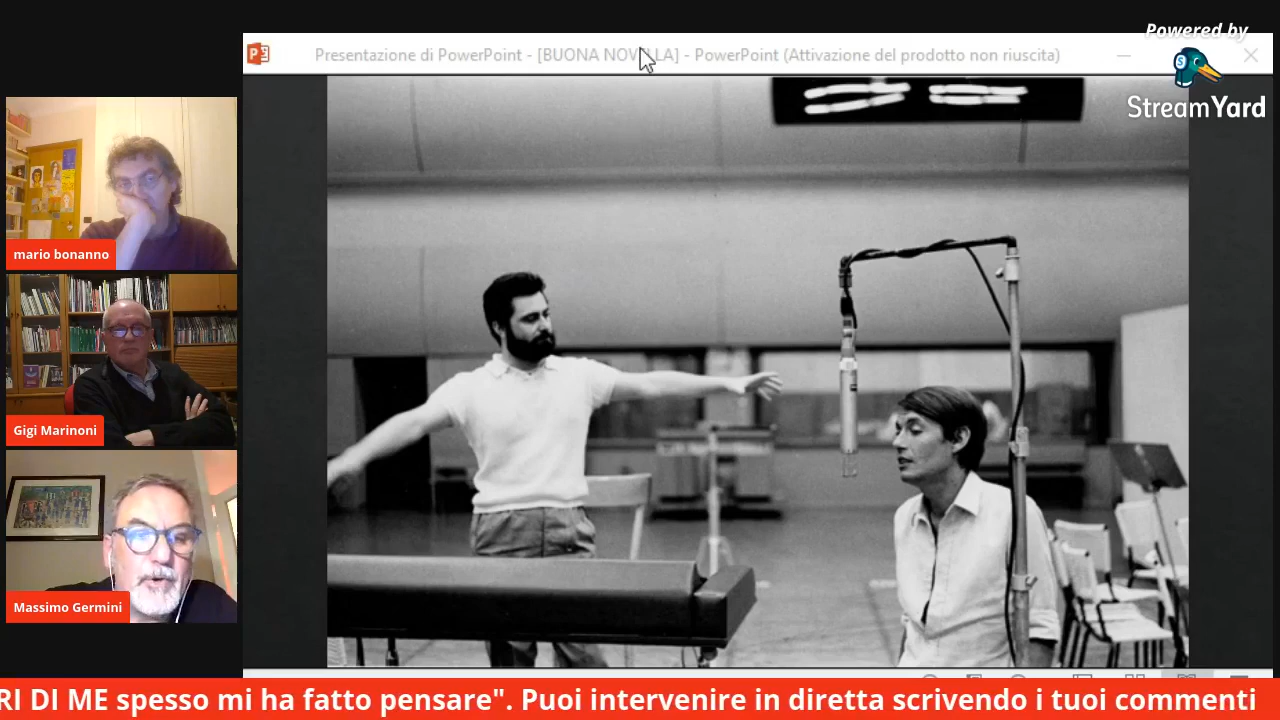 Powered by
StreamYard
Presentazione di PowerPoint - [BUONA NOVELLA] - PowerPoint (Attivazione del prodotto non riuscita)
mario bonanno
Gigi Marinoni
Massimo Germini
RI DI ME spesso mi ha fatto pensare". Puoi intervenire in diretta scrivendo i tuoi commenti